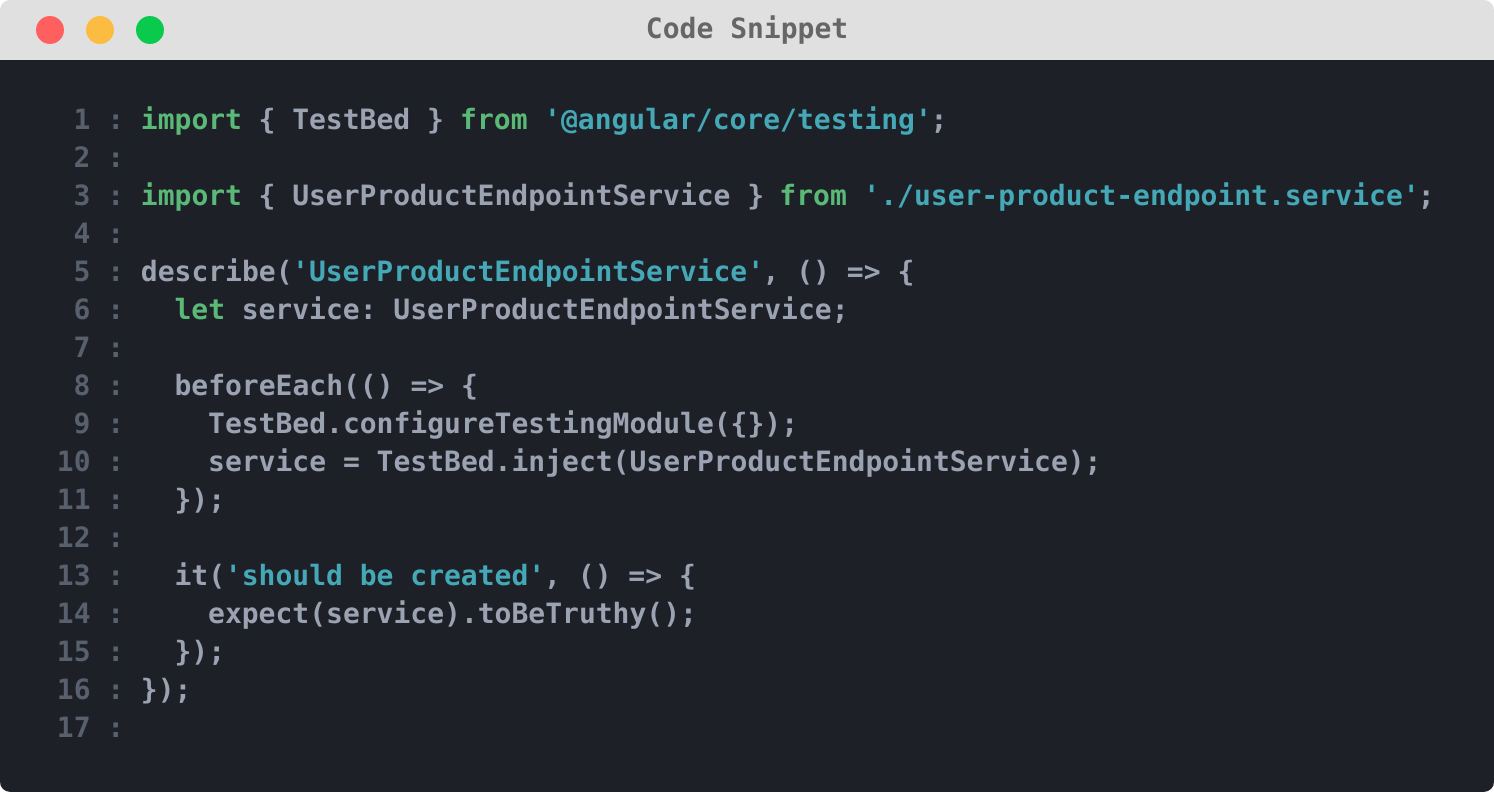 Code Snippet
1 : import { TestBed } from '@angular/core/testing';
2 :
3 : import { UserProductEndpointService } from './user-product-endpoint.service';
4 :
5 : describe('UserProductEndpointService', () => {
6 :   let service: UserProductEndpointService;
7 :
8 :   beforeEach(() => {
9 :     TestBed.configureTestingModule({});
10 :     service = TestBed.inject(UserProductEndpointService);
11 :   });
12 :
13 :   it('should be created', () => {
14 :     expect(service).toBeTruthy();
15 :   });
16 : });
17 :